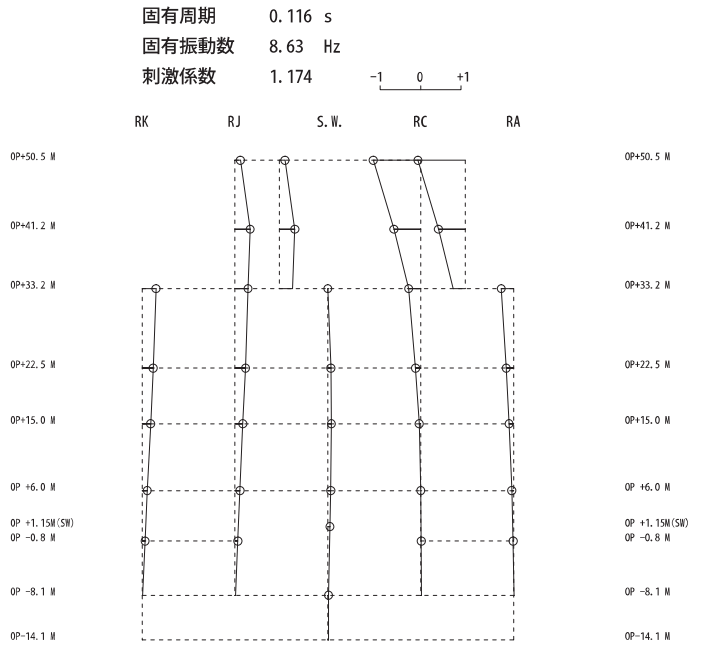 固有周期 0.116 s
固有振動数 8.63 Hz
刺激係数 1.174
-1 0 +1
RK RJ S.W. RC RA
OP+50.5 M OP+50.5 M
OP+41.2 M OP+41.2 M
OP+33.2 M OP+33.2 M
OP+22.5 M OP+22.5 M
OP+15.0 M OP+15.0 M
OP +6.0 M OP +6.0 M
OP +1.15M(SW) OP +1.15M(SW)
OP -0.8 M OP -0.8 M
OP -8.1 M OP -8.1 M
OP-14.1 M OP-14.1 M